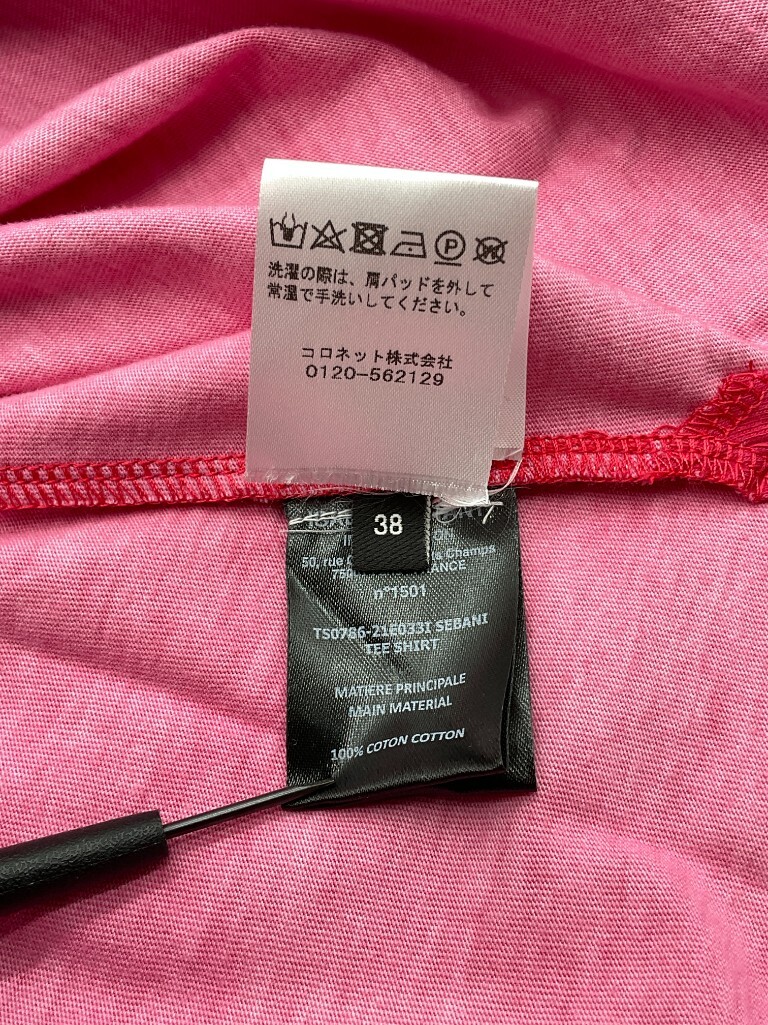 洗濯の際は、肩パッドを外して
常温で手洗いしてください。
コロネット株式会社
0120-562129
38
50, rue
Champs
n°1501
TS0786-21E033I SEBANI
TEE SHIRT
MATIERE PRINCIPALE
MAIN MATERIAL
100% COTON COTTON